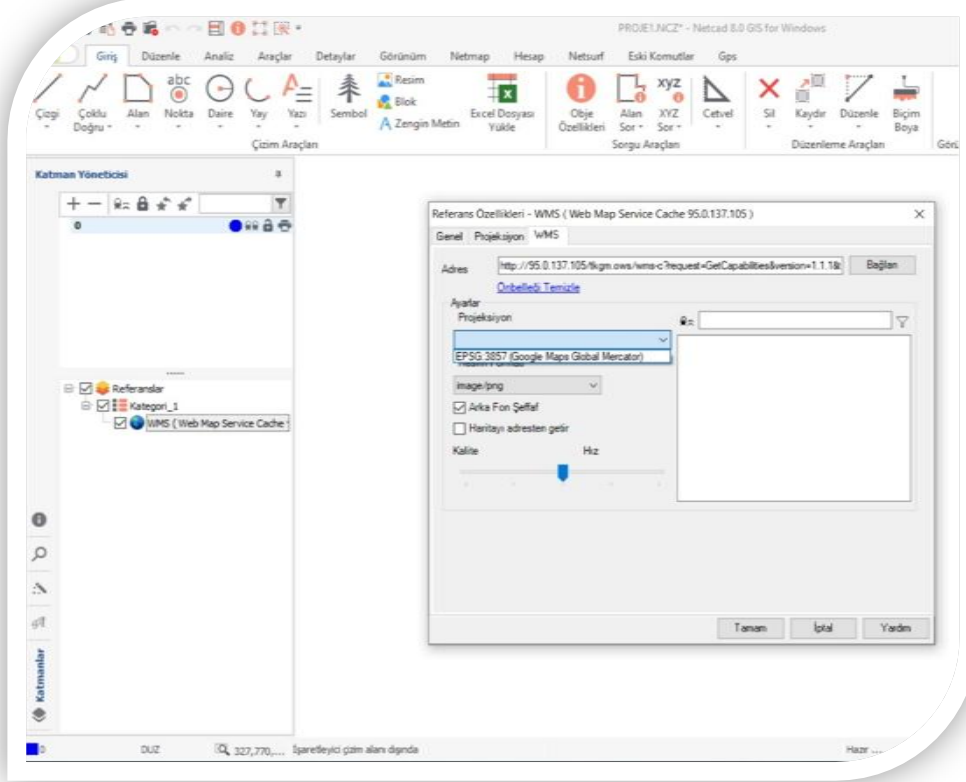 PROJE1.NCZ* - Netcad 8.0 GIS for Windows
Giriş Düzenle Analiz Araçlar Detaylar Görünüm Netmap Hesap Netsurf Eski Komutlar Gps
Çizgi Çoklu Doğru Alan abc Nokta Daire Yay Yazı Sembol
Resim
Blok
Zengin Metin
Excel Dosyası Yükle
Obje Özellikleri Alan Sor XYZ XYZ Sor Cetvel
Sil Kaydır Düzenle Biçim Boya
Çizim Araçları Sorgu Araçları Düzenleme Araçları
Katman Yöneticisi
0
Referanslar
Kategori_1
WMS ( Web Map Service Cache
Katmanlar
Referans Özellikleri - WMS ( Web Map Service Cache 95.0.137.105 )
Genel Projeksiyon WMS
Adres http://95.0.137.105/tkgm.ows/wms-c?request=GetCapabilities&version=1.1.1& Bağlan
Önbelleği Temizle
Ayarlar
Projeksiyon
EPSG:3857 (Google Maps Global Mercator)
image/png
Arka Fon Şeffaf
Haritayı adresten getir
Kalite Hız
Tamam İptal Yardım
0 DUZ 327,770,... İşaretleyici çizim alanı dışında Hazır ...